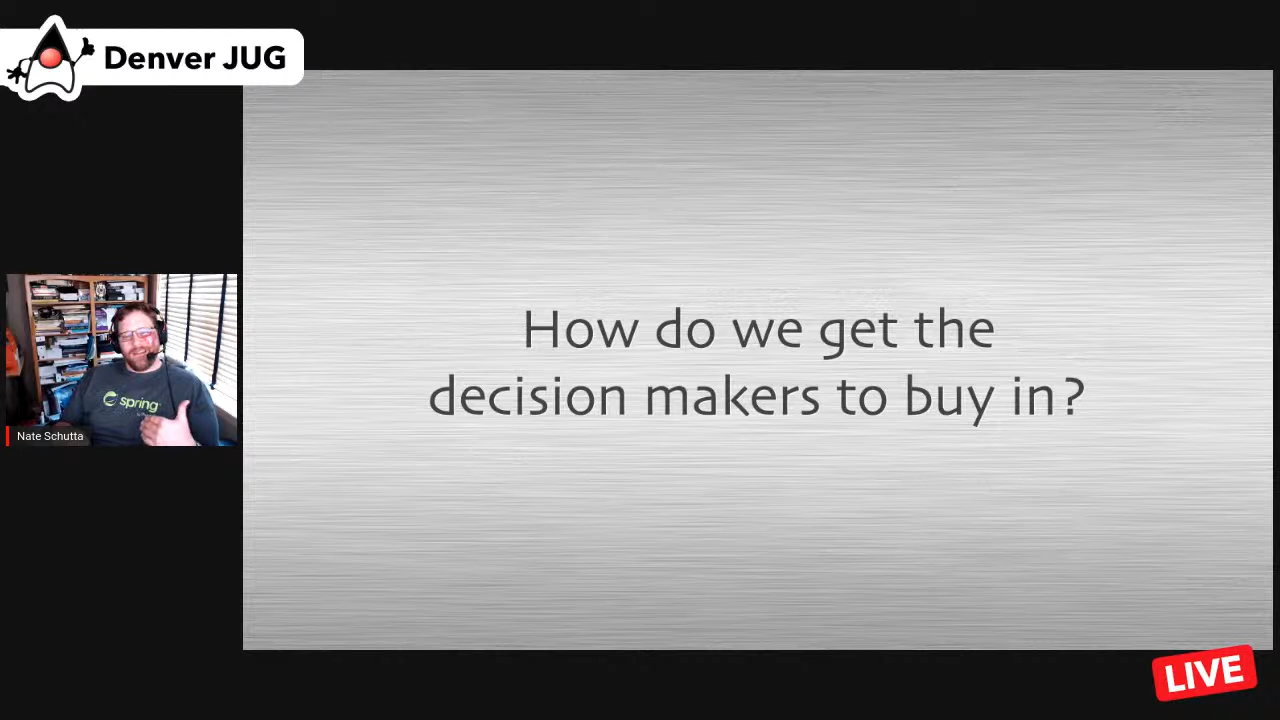 Denver JUG
How do we get the
decision makers to buy in?
spring
Nate Schutta
LIVE